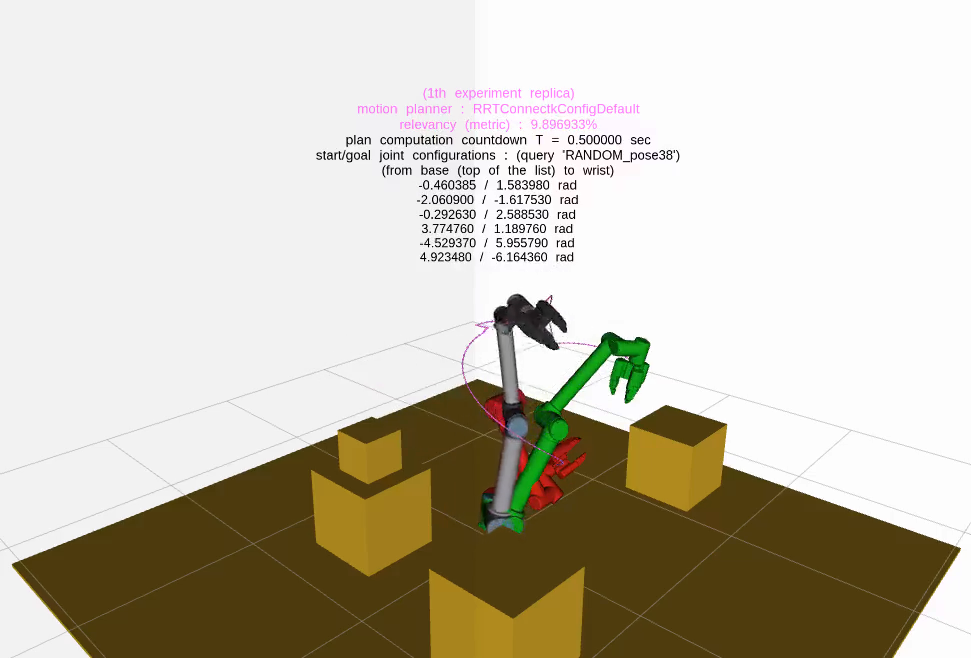 (1th experiment replica)
motion planner : RRTConnectkConfigDefault
relevancy (metric) : 9.896933%
plan computation countdown T = 0.500000 sec
start/goal joint configurations : (query 'RANDOM_pose38')
(from base (top of the list) to wrist)
-0.460385 / 1.583980 rad
-2.060900 / -1.617530 rad
-0.292630 / 2.588530 rad
3.774760 / 1.189760 rad
-4.529370 / 5.955790 rad
4.923480 / -6.164360 rad